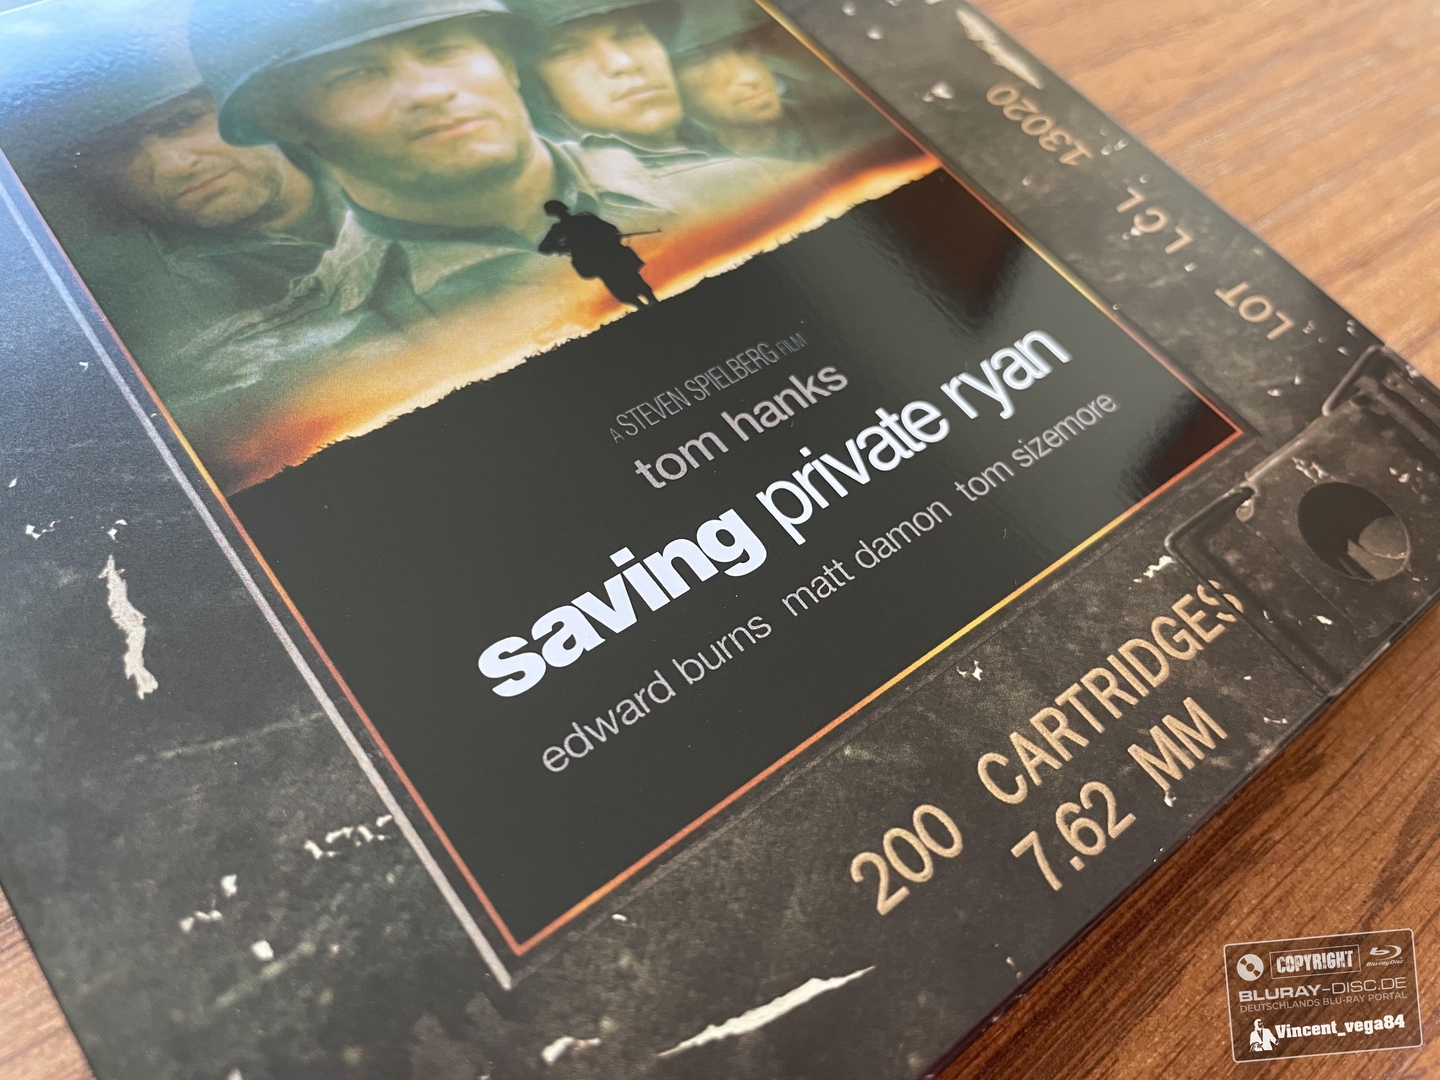 A STEVEN SPIELBERG FILM
tom hanks
saving private ryan
edward burns matt damon tom sizemore
200 CARTRIDGES
7.62 MM
LOT LCL 13020
COPYRIGHT Blu-ray Disc
BLURAY-DISC.DE
DEUTSCHLANDS BLU-RAY PORTAL
Vincent_vega84